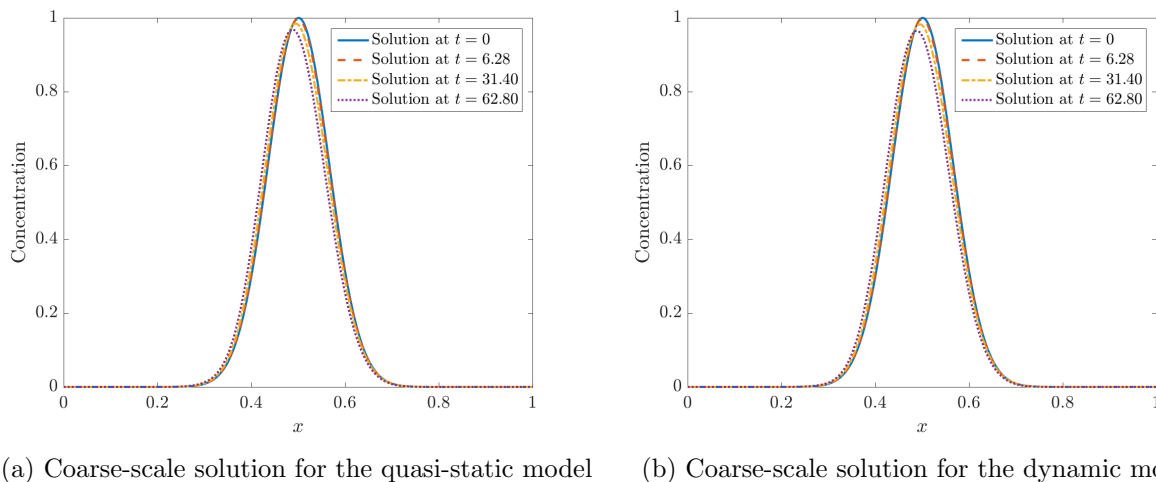 1
0.8
0.6
0.4
0.2
0
Concentration
0 0.2 0.4 0.6 0.8 1
x
Solution at t = 0
Solution at t = 6.28
Solution at t = 31.40
Solution at t = 62.80
(a) Coarse-scale solution for the quasi-static model
1
0.8
0.6
0.4
0.2
0
Concentration
0 0.2 0.4 0.6 0.8 1
x
Solution at t = 0
Solution at t = 6.28
Solution at t = 31.40
Solution at t = 62.80
(b) Coarse-scale solution for the dynamic